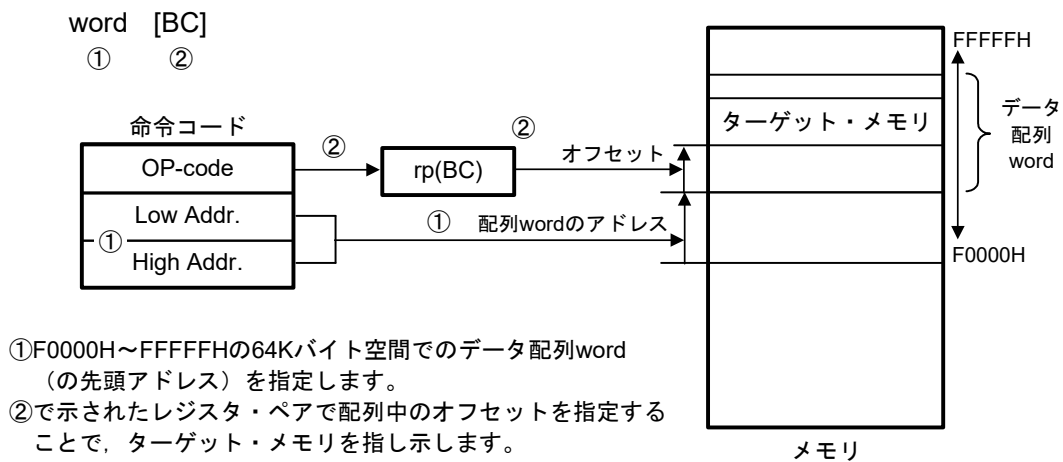 word [BC]
① ②
命令コード
OP-code
Low Addr.
①
High Addr.
②
rp(BC)
②
オフセット
① 配列wordのアドレス
FFFFFH
ターゲット・メモリ
データ
配列
word
F0000H
メモリ
①F0000H～FFFFFHの64Kバイト空間でのデータ配列word
（の先頭アドレス）を指定します。
②で示されたレジスタ・ペアで配列中のオフセットを指定する
ことで，ターゲット・メモリを指し示します。